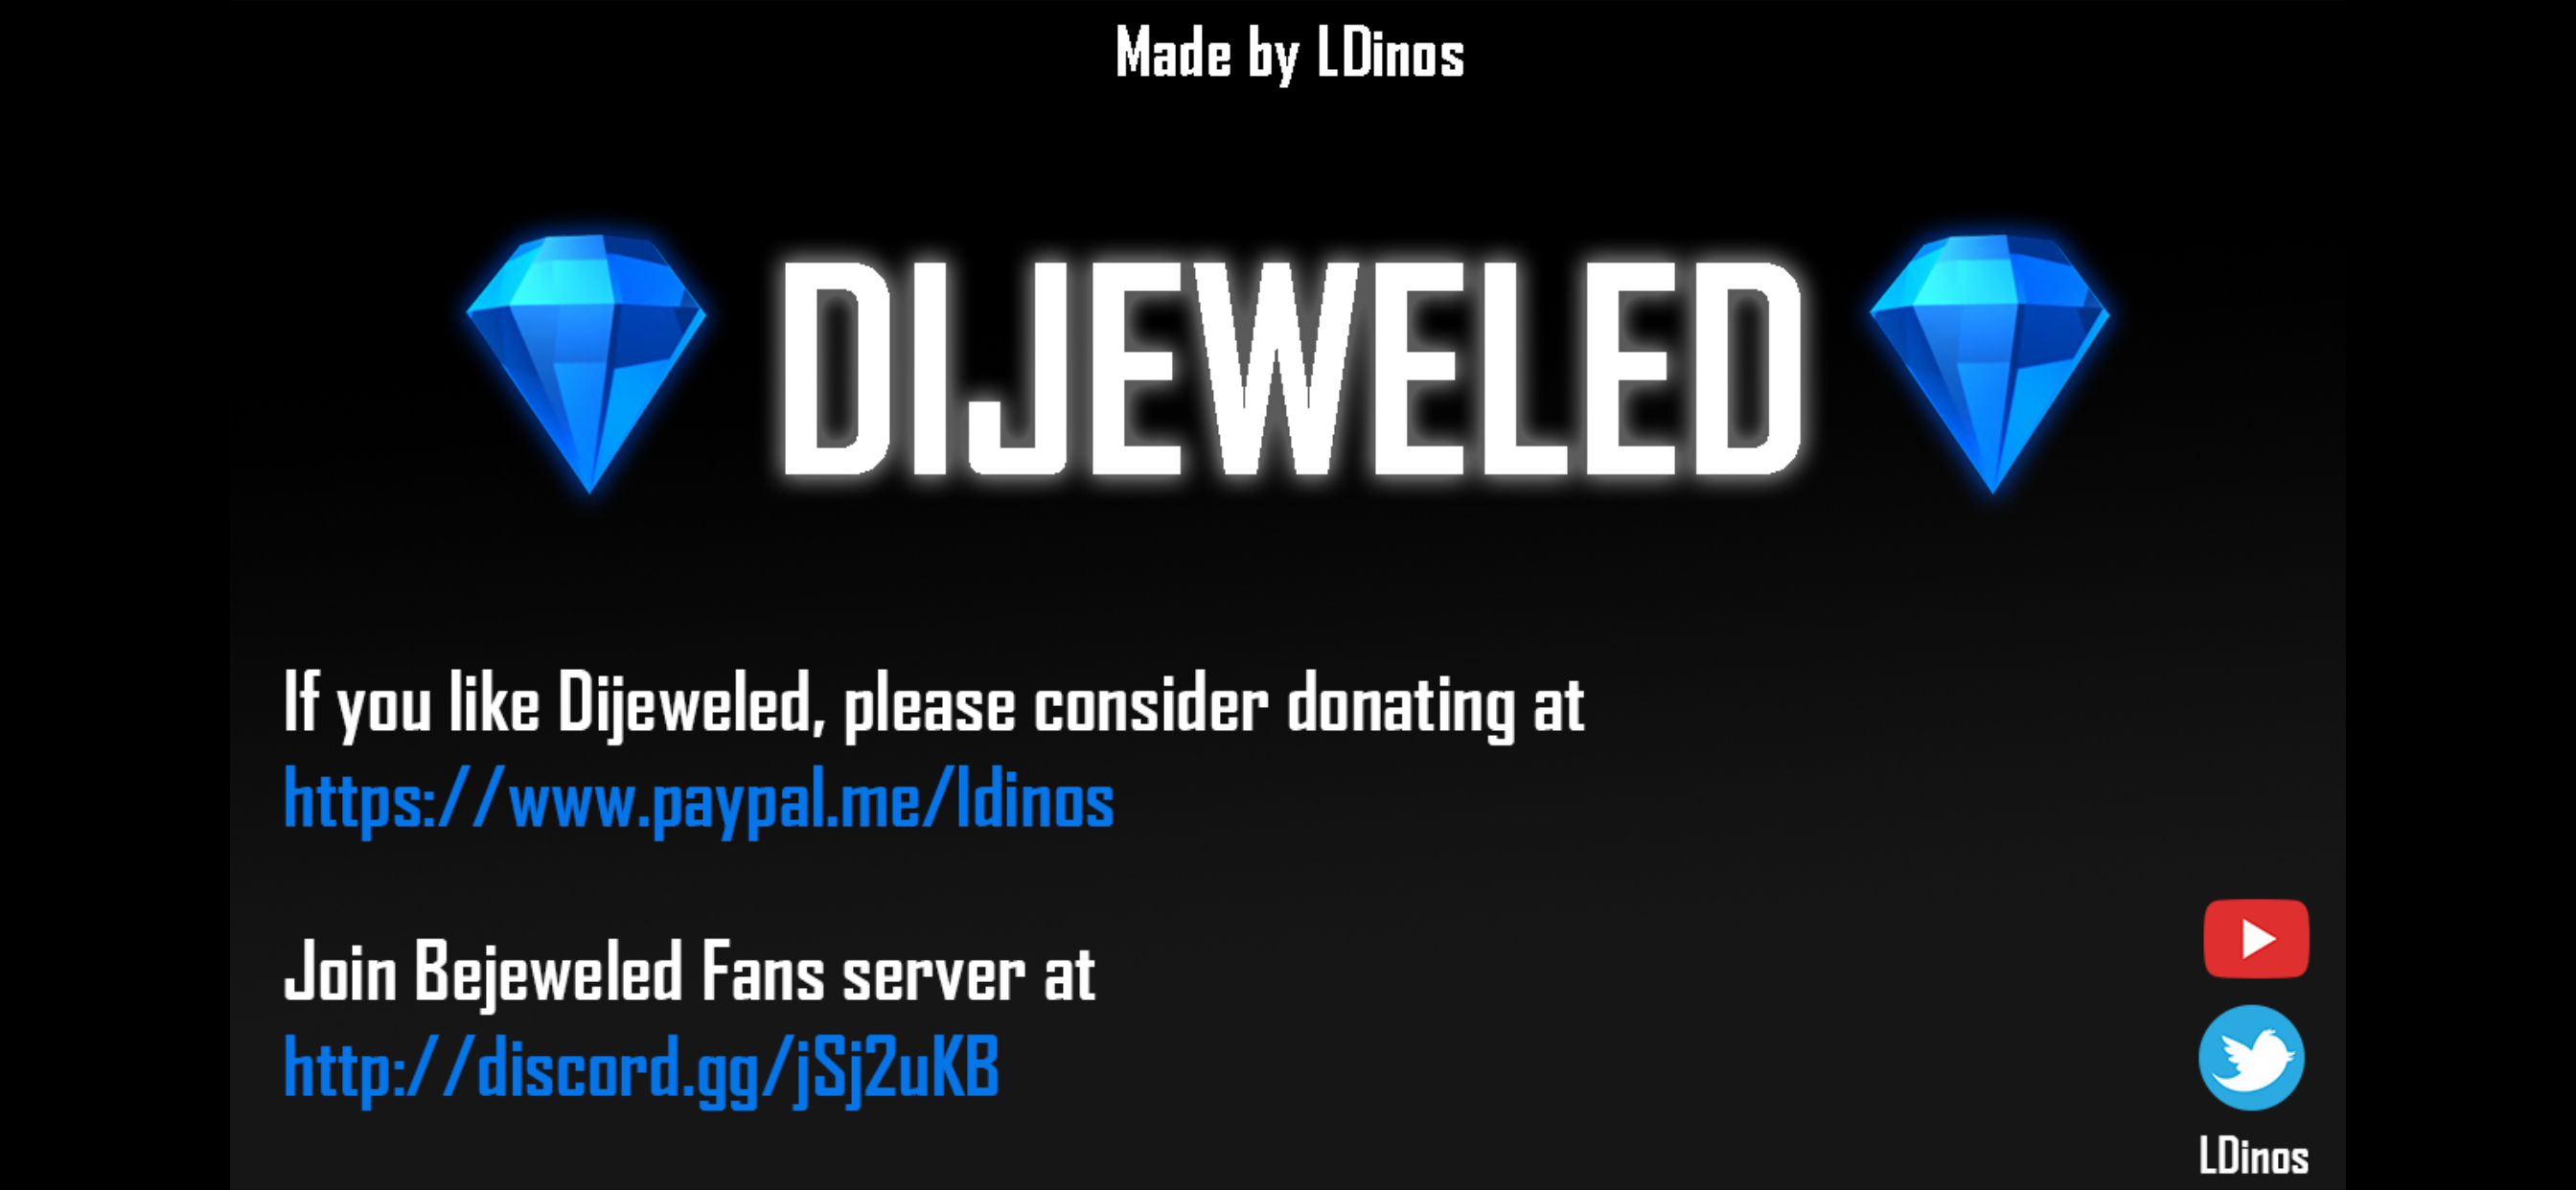 Made by LDinos
DIJEWELED
If you like Dijeweled, please consider donating at
https://www.paypal.me/ldinos
Join Bejeweled Fans server at
http://discord.gg/jSj2uKB
LDinos